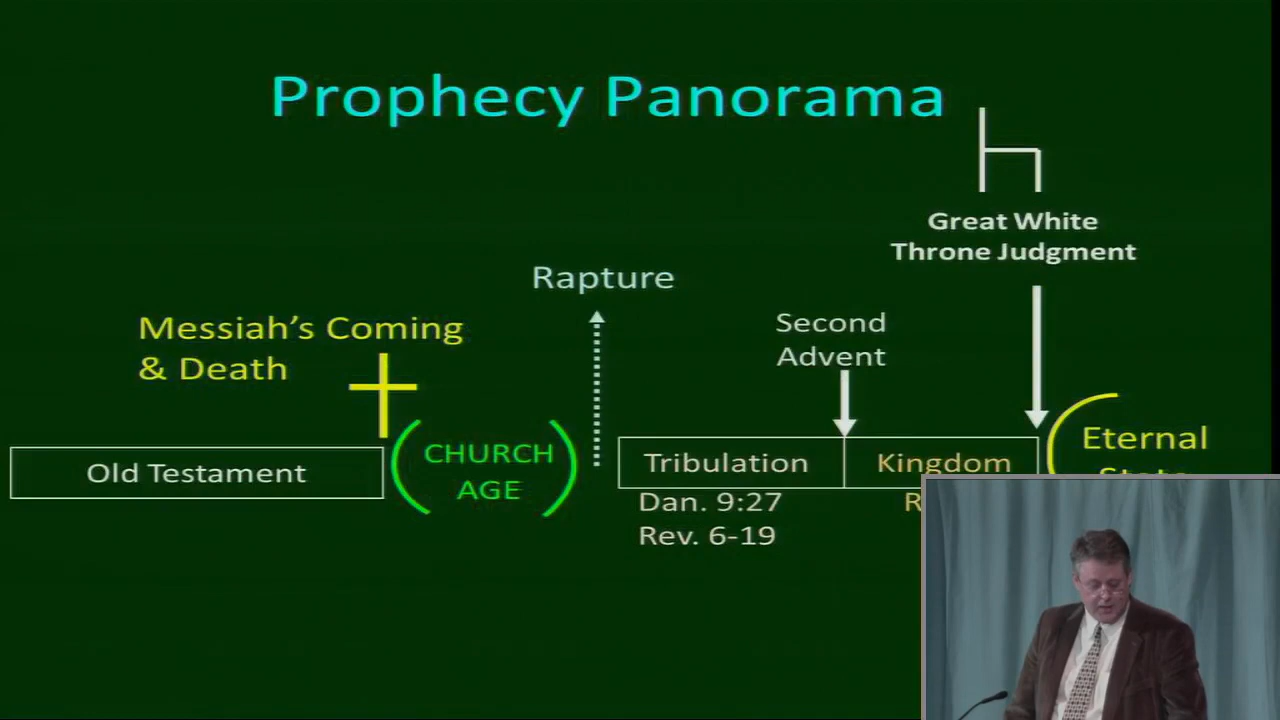 Prophecy Panorama
Great White
Throne Judgment
Rapture
Second
Advent
Messiah's Coming
& Death
Old Testament
CHURCH
AGE
Tribulation
Kingdom
Eternal
Dan. 9:27
Rev. 6-19